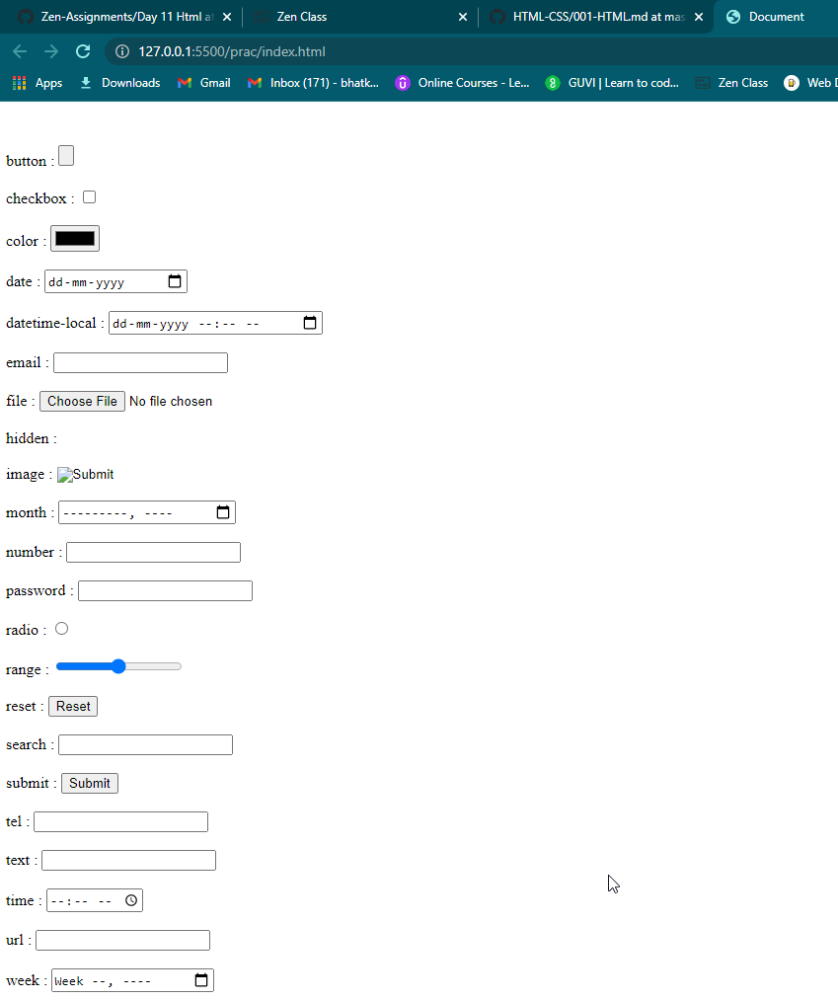 Zen-Assignments/Day 11 Html at Zen Class HTML-CSS/001-HTML.md at mas Document
127.0.0.1:5500/prac/index.html
Apps Downloads Gmail Inbox (171) - bhatk... Online Courses - Le... GUVI | Learn to cod... Zen Class Web D
button :
checkbox :
color :
date : dd-mm-yyyy
datetime-local : dd-mm-yyyy --:-- --
email :
file : Choose File No file chosen
hidden :
image : Submit
month : ---------, ----
number :
password :
radio :
range :
reset : Reset
search :
submit : Submit
tel :
text :
time : --:-- --
url :
week : Week --, ----